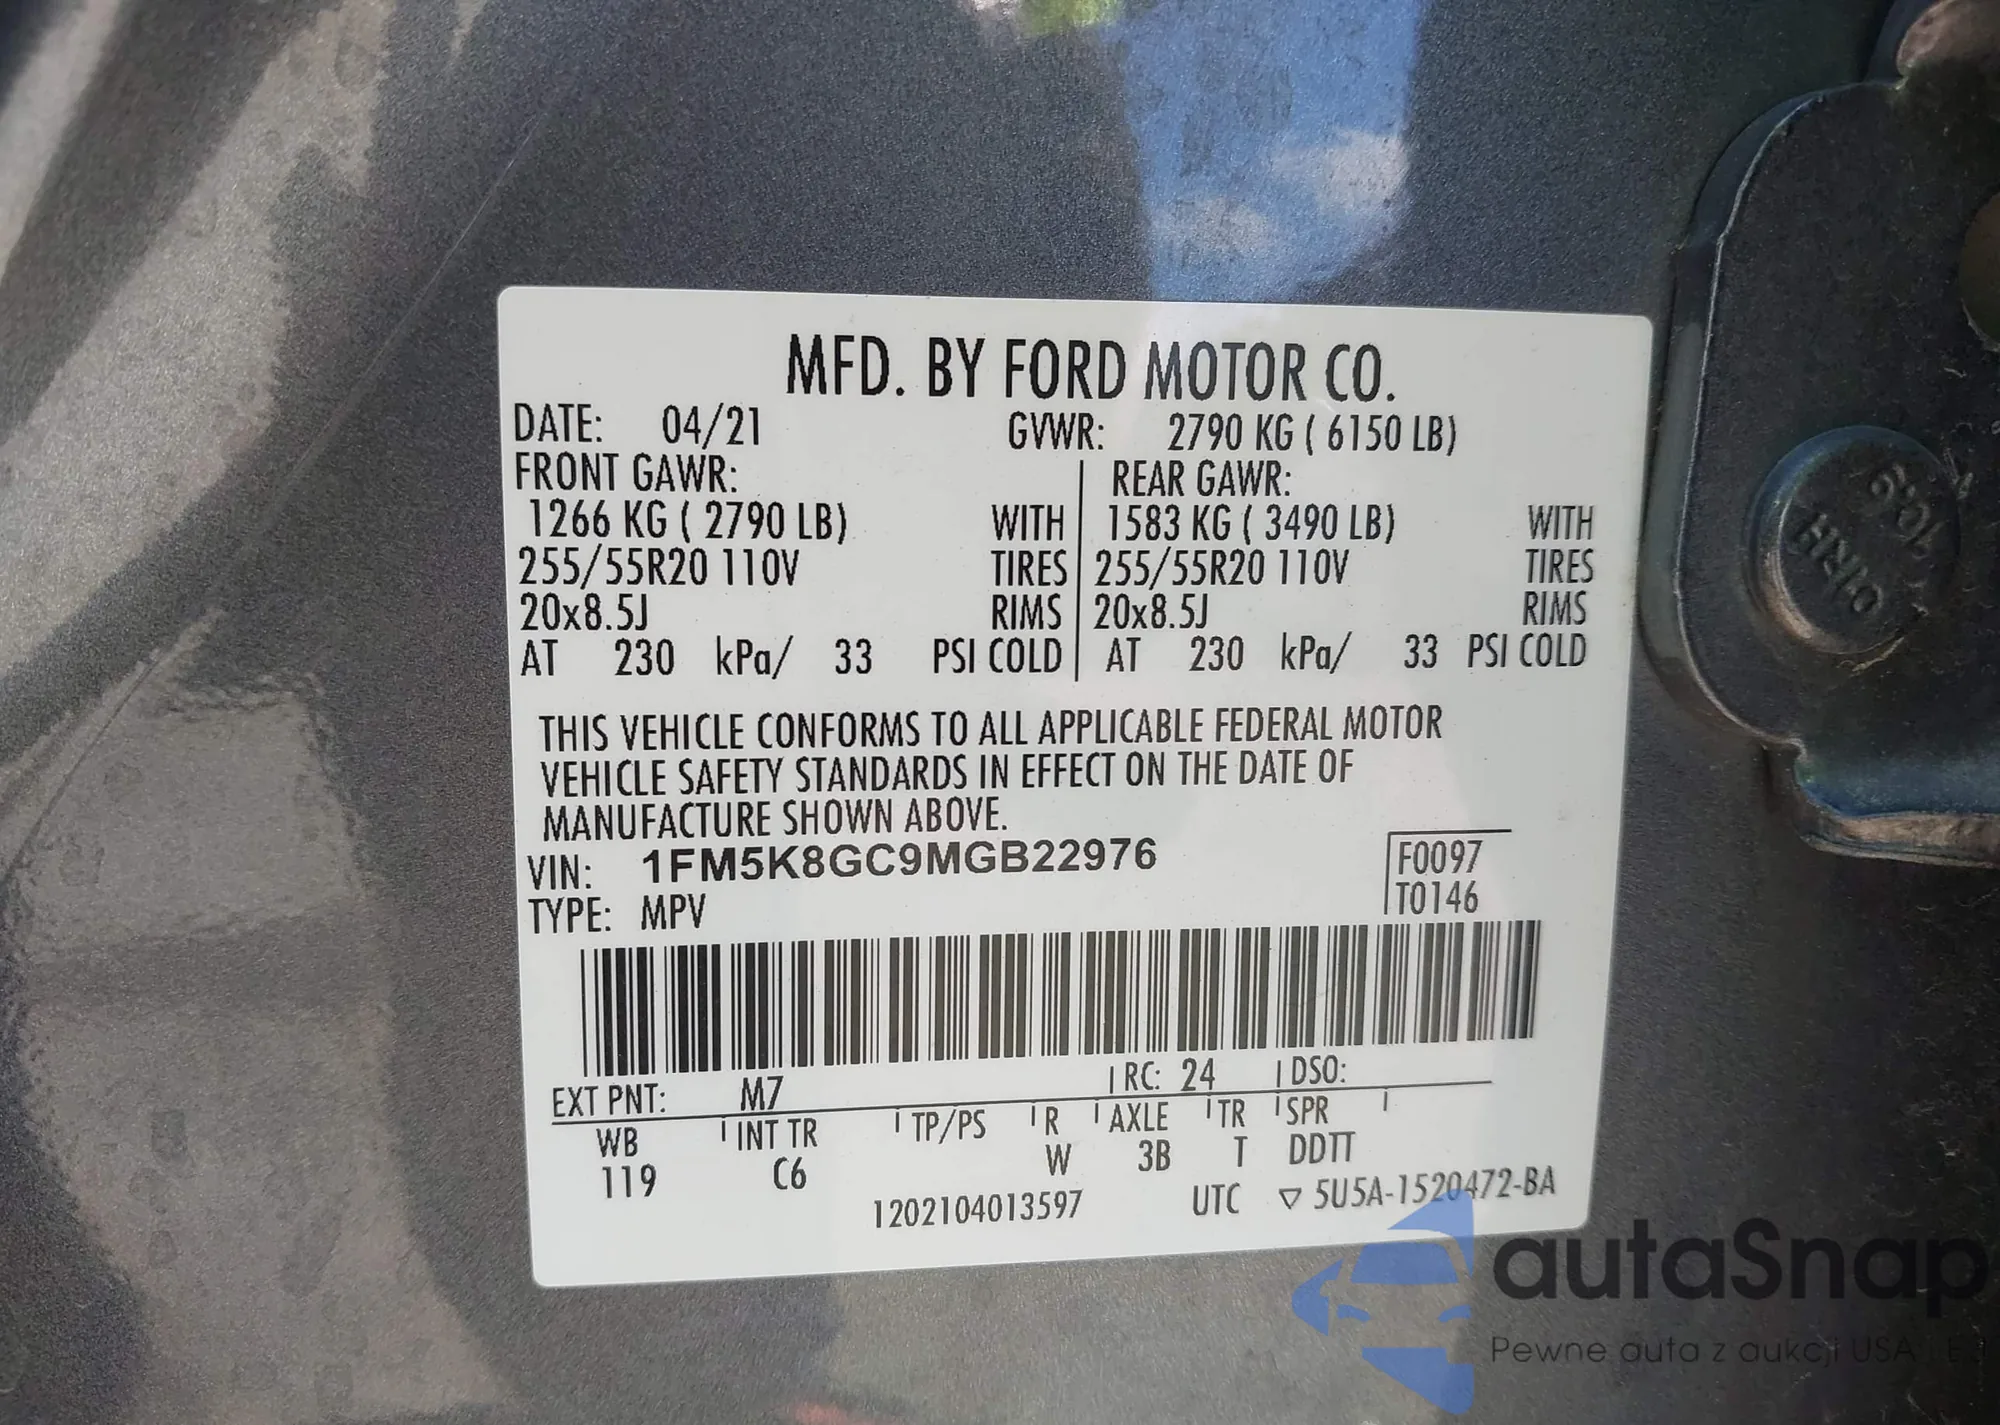 MFD. BY FORD MOTOR CO.
DATE: 04/21 GVWR: 2790 KG ( 6150 LB)
FRONT GAWR: REAR GAWR:
1266 KG ( 2790 LB) WITH 1583 KG ( 3490 LB) WITH
255/55R20 110V TIRES 255/55R20 110V TIRES
20x8.5J RIMS 20x8.5J RIMS
AT 230 kPa/ 33 PSI COLD AT 230 kPa/ 33 PSI COLD
THIS VEHICLE CONFORMS TO ALL APPLICABLE FEDERAL MOTOR
VEHICLE SAFETY STANDARDS IN EFFECT ON THE DATE OF
MANUFACTURE SHOWN ABOVE.
VIN: 1FM5K8GC9MGB22976 F0097
TYPE: MPV T0146
EXT PNT: M7 RC: 24 DSO:
WB INT TR TP/PS R AXLE TR SPR
119 C6 W 3B T DDTT
1202104013597 UTC ▽ 5U5A-1520472-BA
10.9
01RH
autaSnap
Pewne auta z aukcji USA i EU